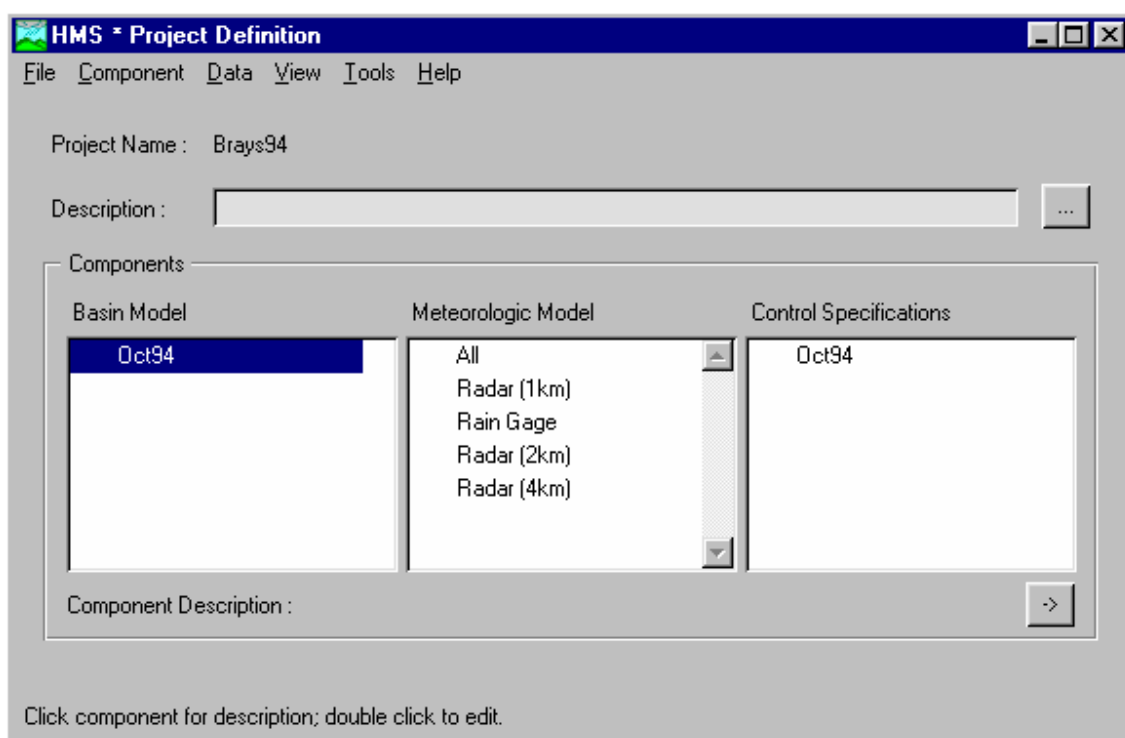 HMS * Project Definition
File Component Data View Tools Help
Project Name : Brays94
Description :
...
Components
Basin Model Meteorologic Model Control Specifications
Oct94 All Oct94
Radar (1km)
Rain Gage
Radar (2km)
Radar (4km)
Component Description :
->
Click component for description; double click to edit.